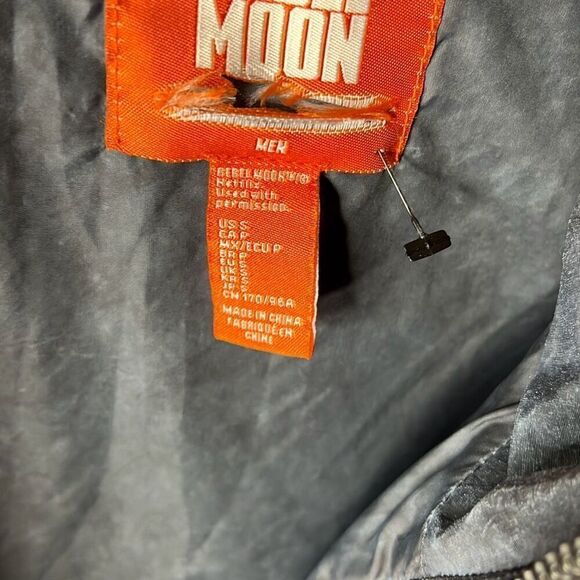 MOON
MEN
REBEL MOON™/©
Netflix.
Used with
permission.
US S
CA P
MX/ECU P
BR P
EU S
UK S
KR S
JP S
CN 170/96A
MADE IN CHINA
FABRIQUÉ EN
CHINE